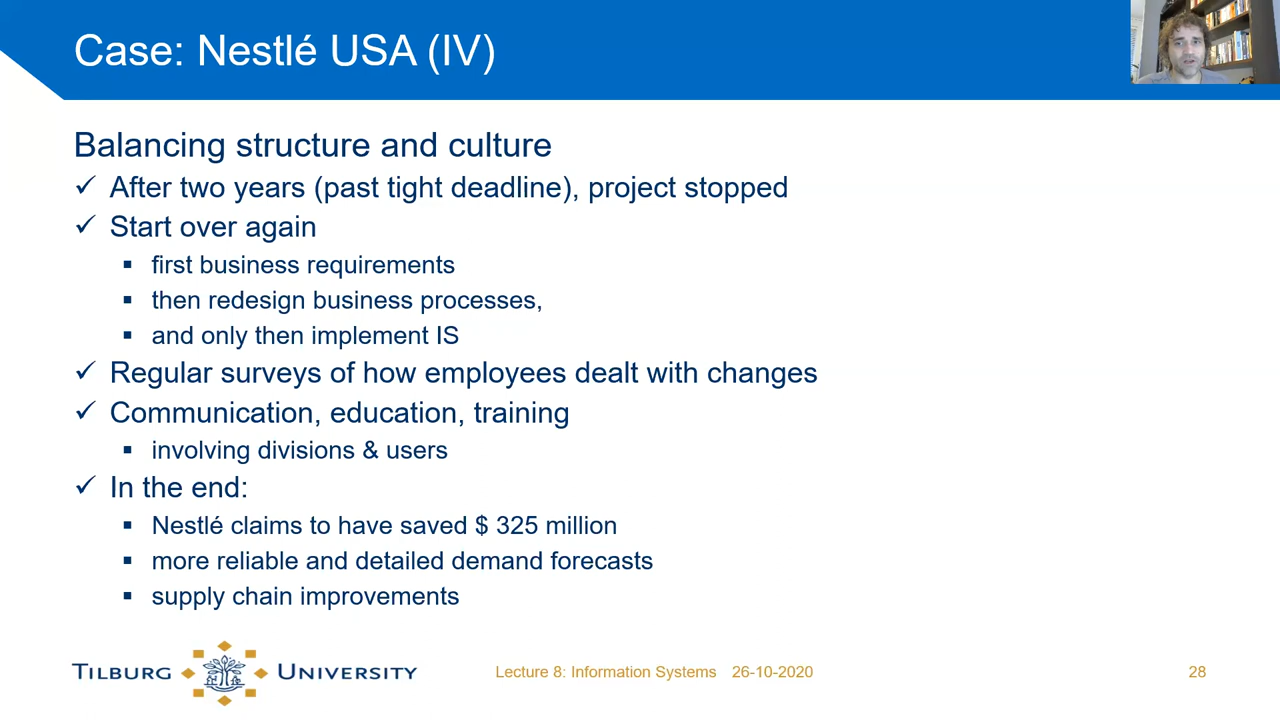 Case: Nestlé USA (IV)
Balancing structure and culture
✓ After two years (past tight deadline), project stopped
✓ Start over again
▪ first business requirements
▪ then redesign business processes,
▪ and only then implement IS
✓ Regular surveys of how employees dealt with changes
✓ Communication, education, training
▪ involving divisions & users
✓ In the end:
▪ Nestlé claims to have saved $ 325 million
▪ more reliable and detailed demand forecasts
▪ supply chain improvements
TILBURG UNIVERSITY
Lecture 8: Information Systems 26-10-2020
28